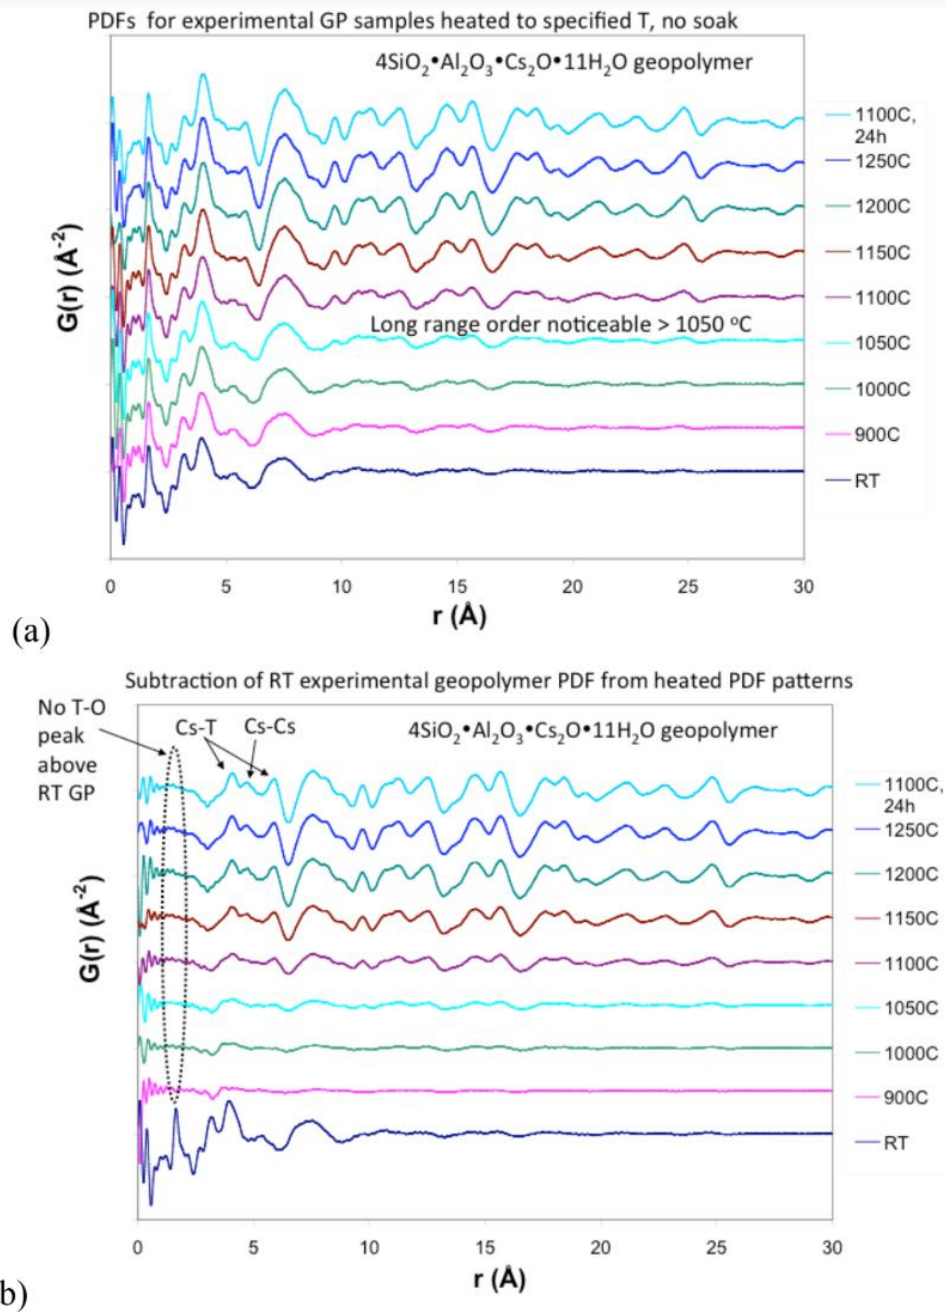 PDFs for experimental GP samples heated to specified T, no soak
4SiO₂•Al₂O₃•Cs₂O•11H₂O geopolymer
1100C,
24h
1250C
1200C
1150C
1100C
Long range order noticeable > 1050 °C
1050C
1000C
900C
RT
G(r) (Å⁻²)
0 5 10 15 20 25 30
r (Å)
(a)
Subtraction of RT experimental geopolymer PDF from heated PDF patterns
No T-O
peak
above
RT GP
Cs-T Cs-Cs
4SiO₂•Al₂O₃•Cs₂O•11H₂O geopolymer
1100C,
24h
1250C
1200C
1150C
1100C
1050C
1000C
900C
RT
G(r) (Å⁻²)
0 5 10 15 20 25 30
r (Å)
b)